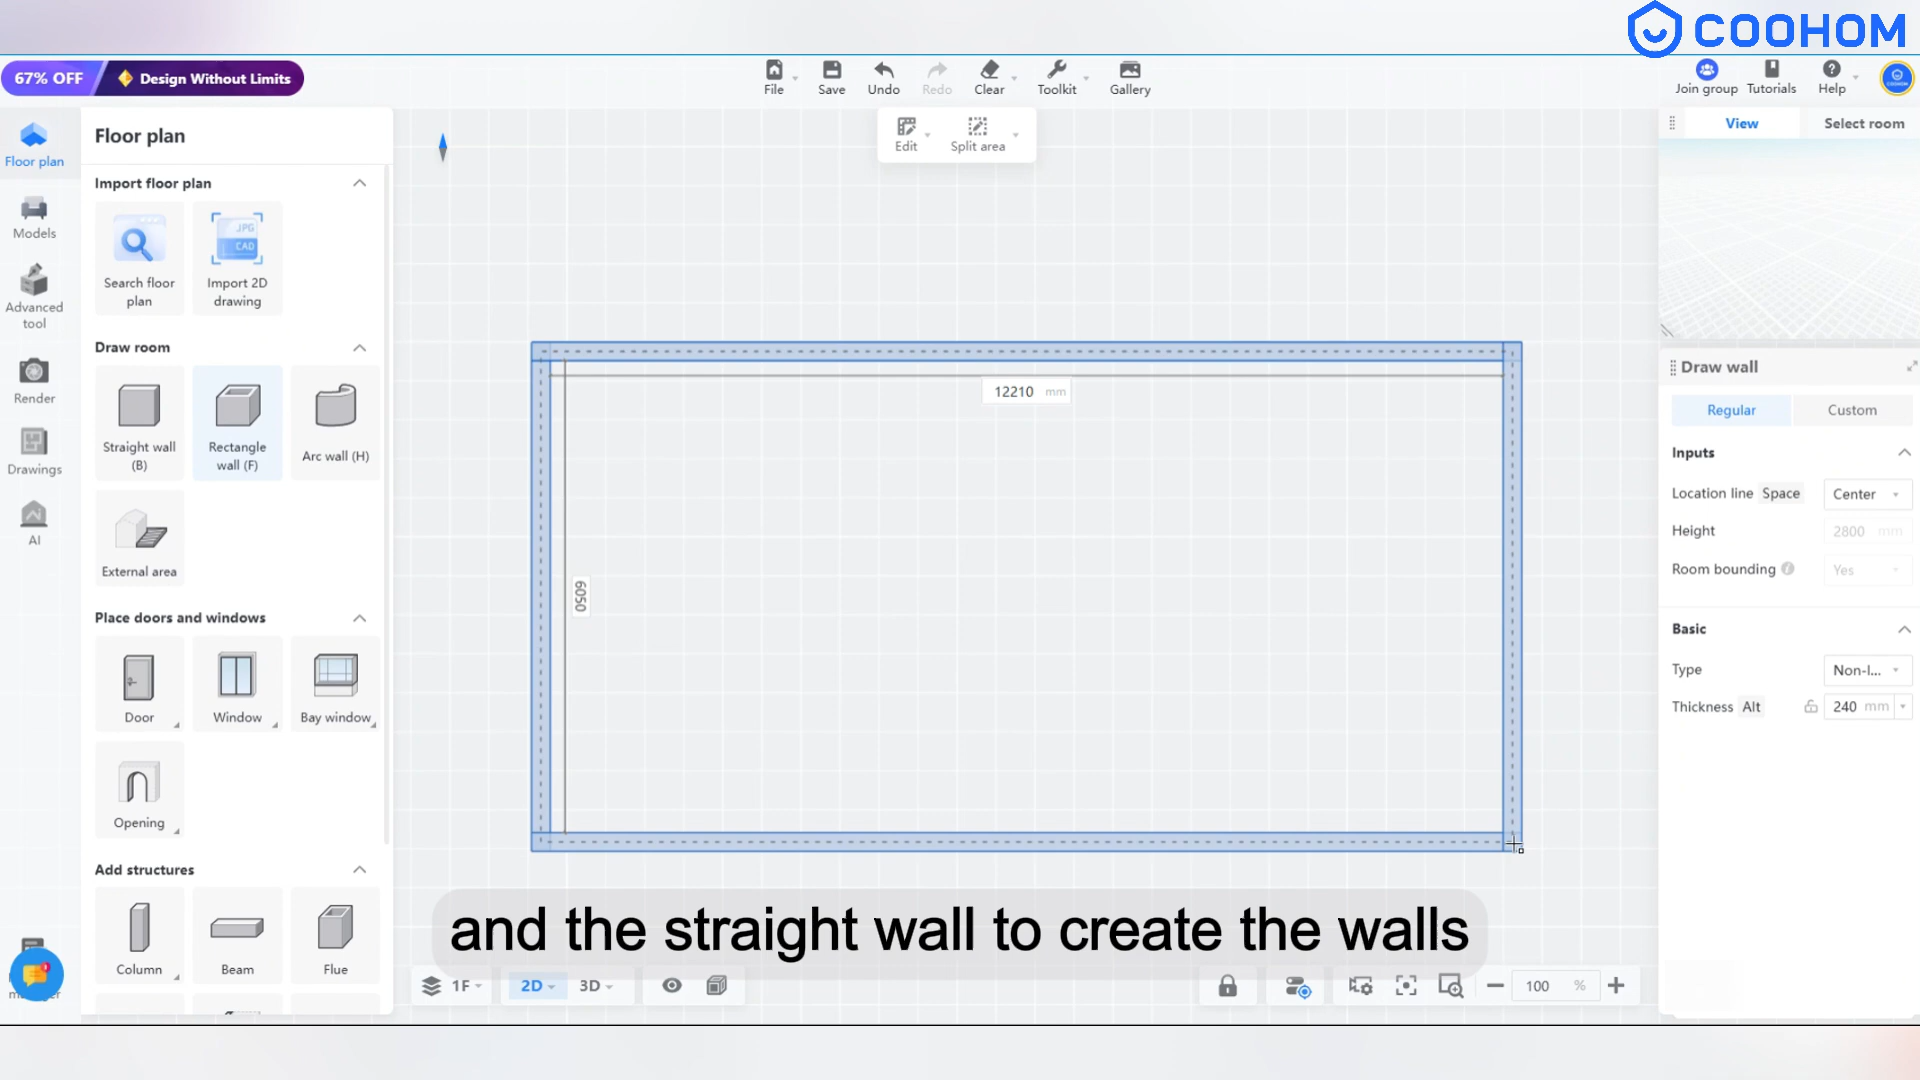 COOHOM
67% OFF
Design Without Limits
File
Save
Undo
Redo
Clear
Toolkit
Gallery
Join group
Tutorials
Help
Floor plan
Models
Advanced
tool
Render
Drawings
AI
Floor plan
Import floor plan
Search floor
plan
JPG
CAD
Import 2D
drawing
Draw room
Straight wall
(B)
Rectangle
wall (F)
Arc wall (H)
External area
Place doors and windows
Door
Window
Bay window
Opening
Add structures
Column
Beam
Flue
Edit
Split area
12210 mm
6050
View
Select room
Draw wall
Regular
Custom
Inputs
Location line Space
Center
Height
2800 mm
Room bounding
Yes
Basic
Type
Non-l...
Thickness Alt
240 mm
and the straight wall to create the walls
1F
2D
3D
100 %